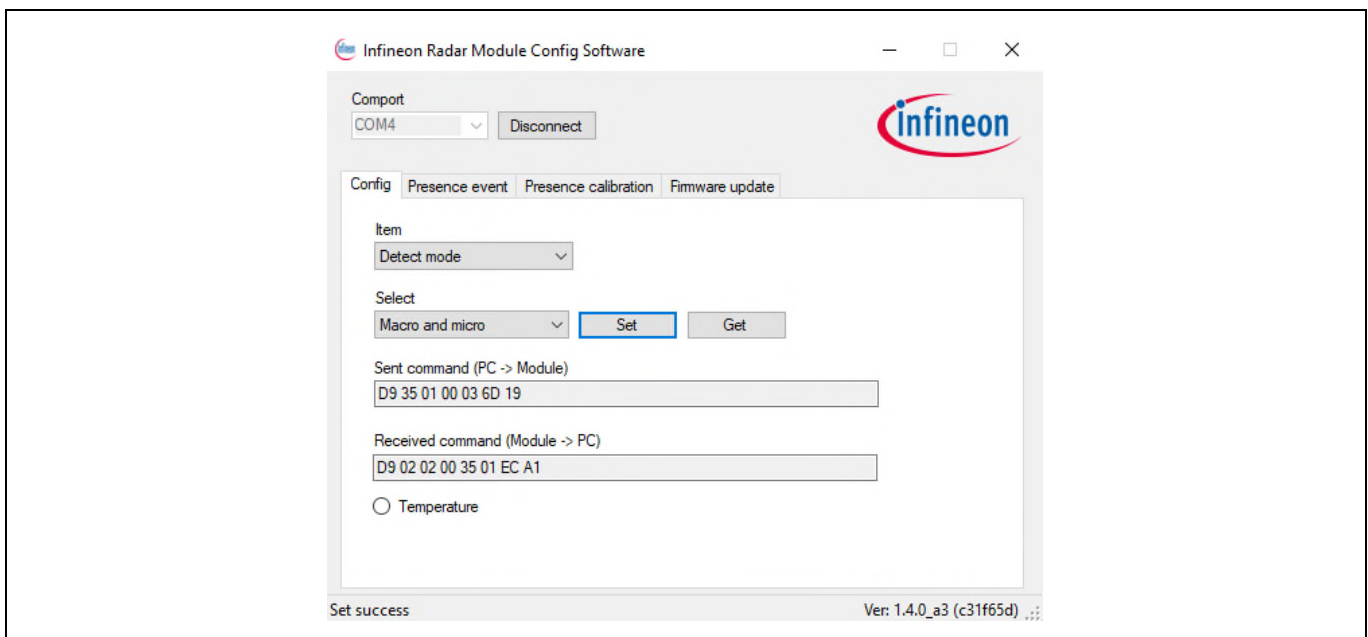 Infineon Radar Module Config Software
Comport
COM4 Disconnect
infineon
Config Presence event Presence calibration Firmware update
Item
Detect mode
Select
Macro and micro Set Get
Sent command (PC -> Module)
D9 35 01 00 03 6D 19
Received command (Module -> PC)
D9 02 02 00 35 01 EC A1
Temperature
Set success Ver: 1.4.0_a3 (c31f65d)